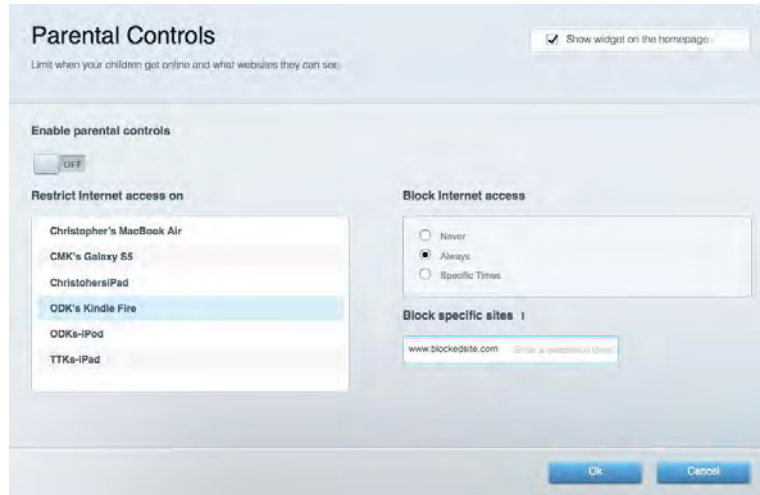 Parental Controls
Show widget on the homepage
Limit when your children get online and what websites they can see.
Enable parental controls
OFF
Restrict Internet access on
Christopher's MacBook Air
CMK's Galaxy S5
ChristohersiPad
ODK's Kindle Fire
ODKs-iPod
TTKs-iPad
Block Internet access
Never
Always
Specific Times
Block specific sites
www.blockedsite.com
Ok
Cancel